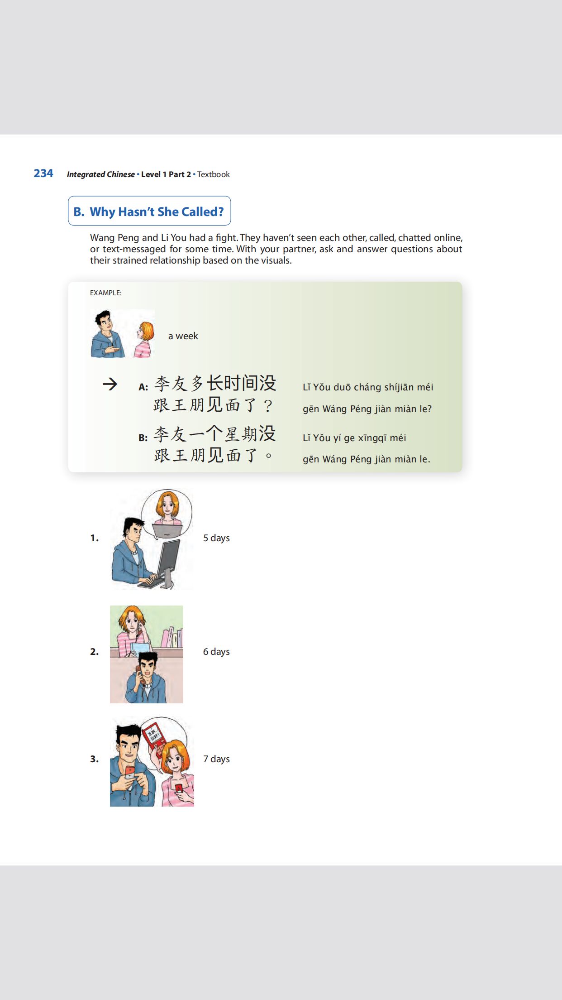 234 Integrated Chinese • Level 1 Part 2 • Textbook
B. Why Hasn't She Called?
Wang Peng and Li You had a fight. They haven't seen each other, called, chatted online,
or text-messaged for some time. With your partner, ask and answer questions about
their strained relationship based on the visuals.
EXAMPLE:
a week
→ A: 李友多长时间没 Lǐ Yǒu duō cháng shíjiān méi
跟王朋见面了？ gēn Wáng Péng jiàn miàn le?
B: 李友一个星期没 Lǐ Yǒu yí ge xīngqī méi
跟王朋见面了。 gēn Wáng Péng jiàn miàn le.
1. 5 days
2. 6 days
王朋，
你好！
3. 7 days